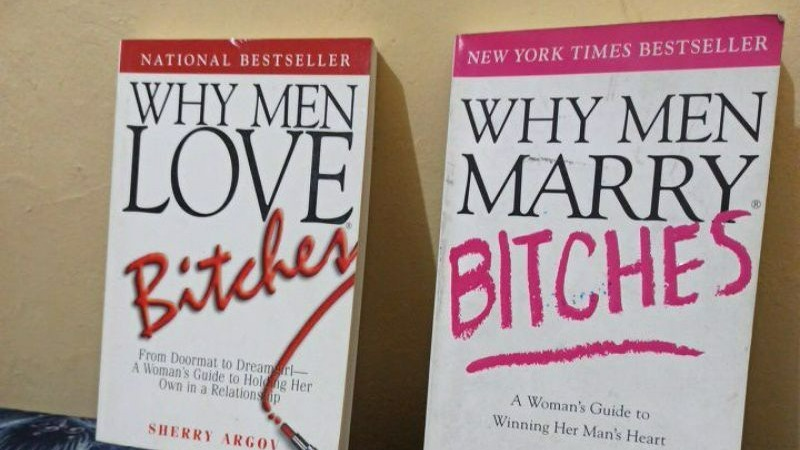 NATIONAL BESTSELLER
WHY MEN
LOVE
Bitches®
From Doormat to Dreamgirl—
A Woman's Guide to Holding Her
Own in a Relationship
SHERRY ARGOV
NEW YORK TIMES BESTSELLER
WHY MEN
MARRY®
BITCHES
A Woman's Guide to
Winning Her Man's Heart